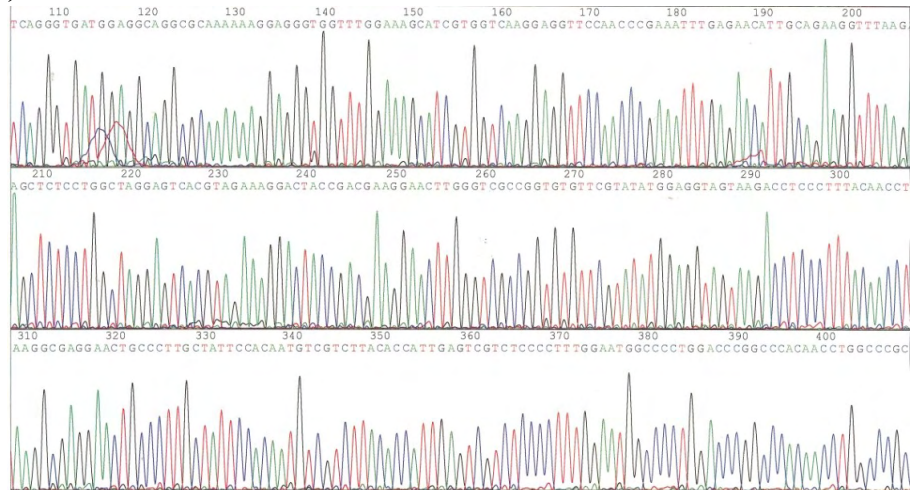 110 120 130 140 150 160 170 180 190 200
TCAGGGTGATGGAGGCAGGCGCAAAAAAGGAGGGTGGTTTGGAAAGCATCGTGGTCAAGGAGGTTCCAACCCGAAATTTGAGAACATTGCAGAAGGTTTAAGA
210 220 230 240 250 260 270 280 290 300
AGCTCTCCTGGCTAGGAGTCACGTAGAAAGGACTACCGACGAAGGAACTTGGGTCGCCGGTGTGTTCGTATATGGAGGTAGTAAGACCTCCCTTTACAACCT
310 320 330 340 350 360 370 380 390 400
AAGGCGAGGAACTGCCCTTGCTATTCCACAATGTCGTCTTACACCATTGAGTCGTCTCCCCTTTGGAATGGCCCCTGGACCCGGCCCACAACCTGGCCCGC